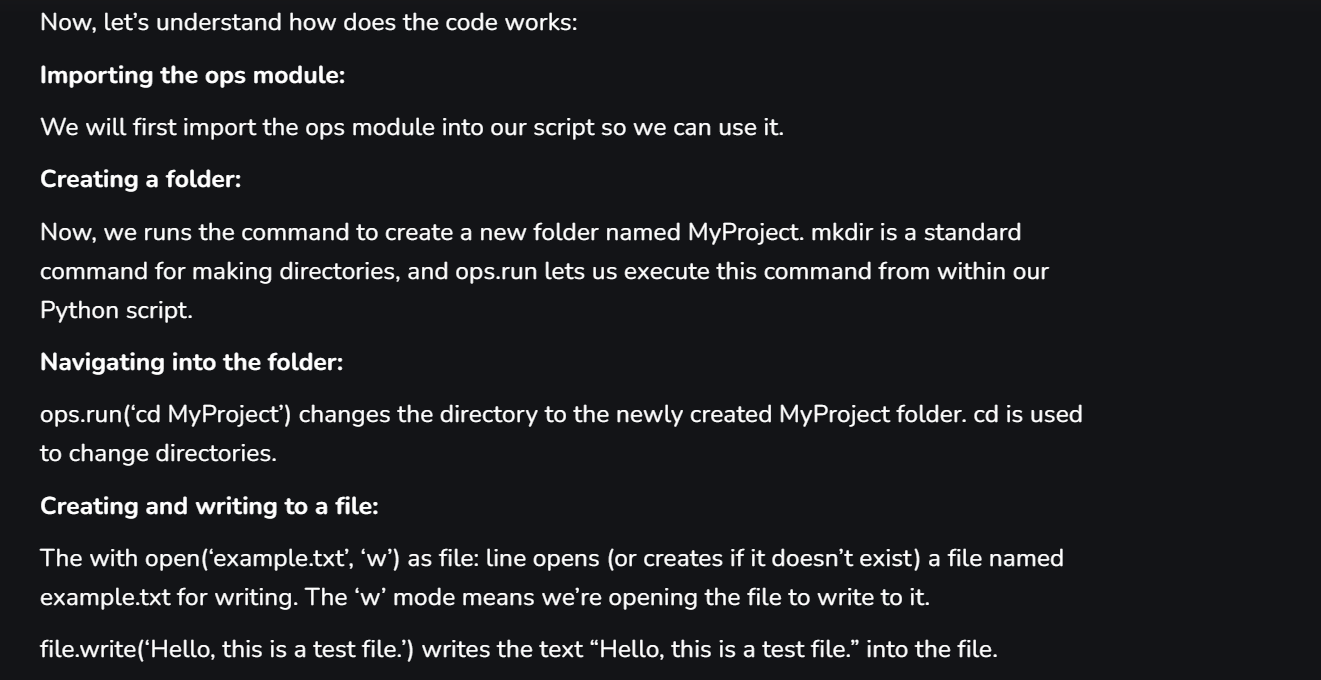 Now, let’s understand how does the code works:
Importing the ops module:
We will first import the ops module into our script so we can use it.
Creating a folder:
Now, we runs the command to create a new folder named MyProject. mkdir is a standard
command for making directories, and ops.run lets us execute this command from within our
Python script.
Navigating into the folder:
ops.run(‘cd MyProject’) changes the directory to the newly created MyProject folder. cd is used
to change directories.
Creating and writing to a file:
The with open(‘example.txt’, ‘w’) as file: line opens (or creates if it doesn’t exist) a file named
example.txt for writing. The ‘w’ mode means we’re opening the file to write to it.
file.write(‘Hello, this is a test file.’) writes the text “Hello, this is a test file.” into the file.